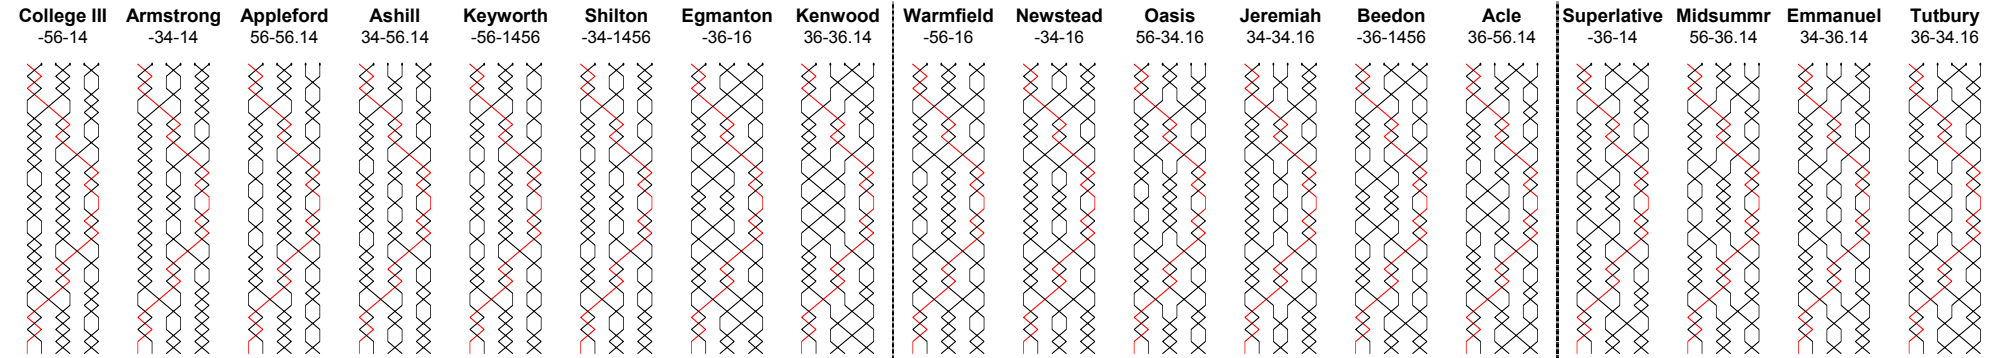 College III Armstrong Appleford Ashill Keyworth Shilton Egmanton Kenwood Warmfield Newstead Oasis Jeremiah Beedon Acle Superlative Midsummr Emmanuel Tutbury
-56-14 -34-14 56-56.14 34-56.14 -56-1456 -34-1456 -36-16 36-36.14 -56-16 -34-16 56-34.16 34-34.16 -36-1456 36-56.14 -36-14 56-36.14 34-36.14 36-34.16